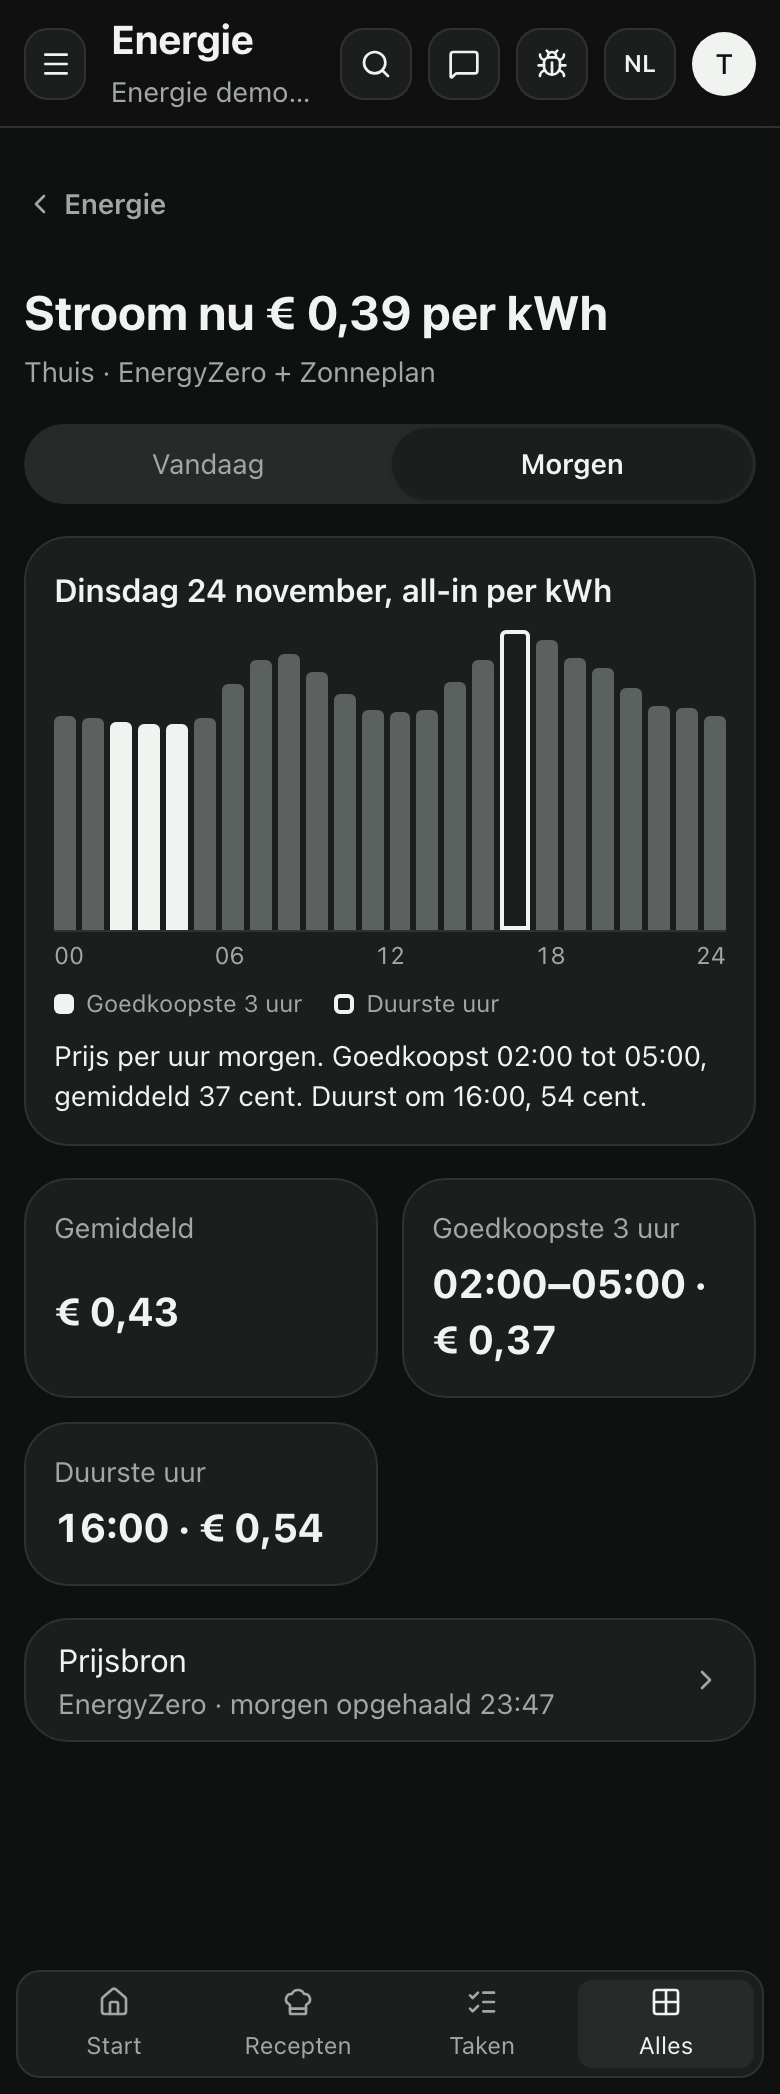 Energie
Energie demo...
NL
T
Energie
Stroom nu € 0,39 per kWh
Thuis · EnergyZero + Zonneplan
Vandaag
Morgen
Dinsdag 24 november, all-in per kWh
00 06 12 18 24
Goedkoopste 3 uur
Duurste uur
Prijs per uur morgen. Goedkoopst 02:00 tot 05:00,
gemiddeld 37 cent. Duurst om 16:00, 54 cent.
Gemiddeld
€ 0,43
Goedkoopste 3 uur
02:00–05:00 ·
€ 0,37
Duurste uur
16:00 · € 0,54
Prijsbron
EnergyZero · morgen opgehaald 23:47
Start
Recepten
Taken
Alles